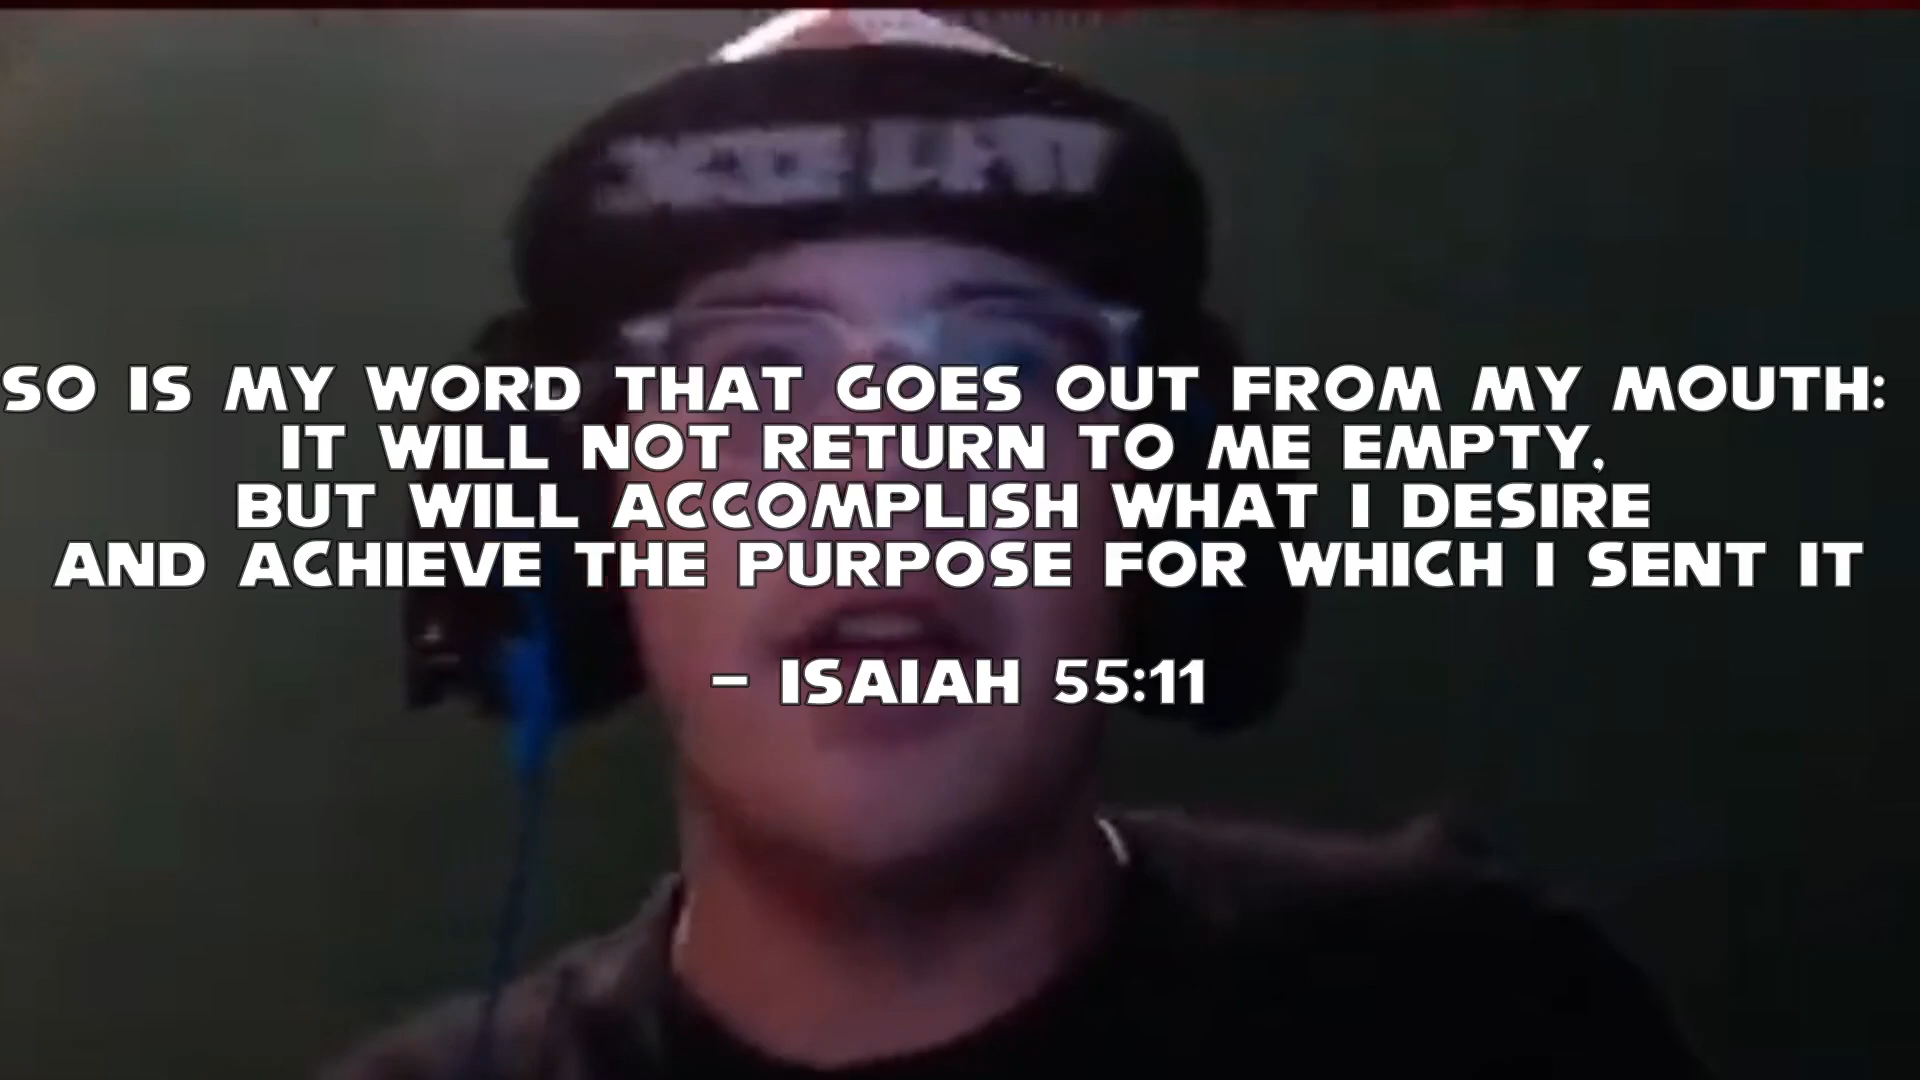 SO IS MY WORD THAT GOES OUT FROM MY MOUTH:
IT WILL NOT RETURN TO ME EMPTY,
BUT WILL ACCOMPLISH WHAT I DESIRE
AND ACHIEVE THE PURPOSE FOR WHICH I SENT IT
- ISAIAH 55:11